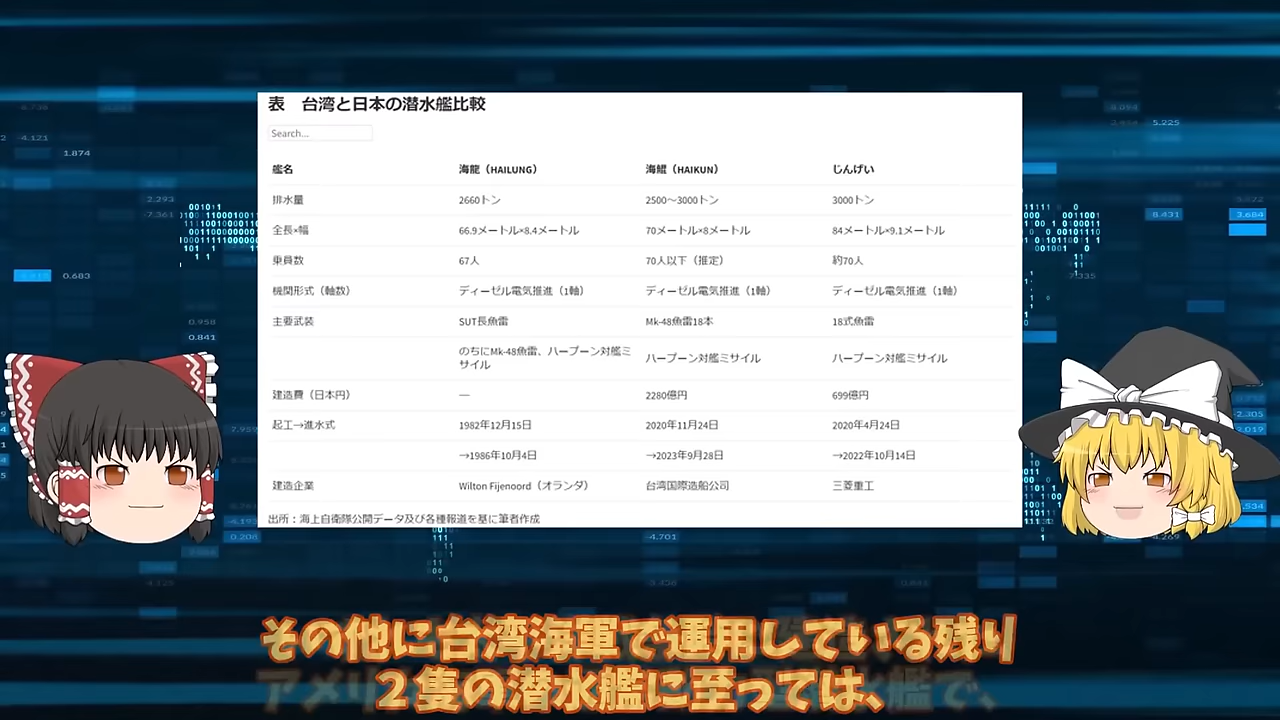 表 台湾と日本の潜水艦比較
Search...
艦名 海龍（HAILUNG） 海鯤（HAIKUN） じんげい
排水量 2660トン 2500〜3000トン 3000トン
全長×幅 66.9メートル×8.4メートル 70メートル×8メートル 84メートル×9.1メートル
乗員数 67人 70人以下（推定） 約70人
機関形式（軸数） ディーゼル電気推進（1軸） ディーゼル電気推進（1軸） ディーゼル電気推進（1軸）
主要武装 SUT長魚雷 Mk-48魚雷18本 18式魚雷
のちにMk-48魚雷、ハープーン対艦ミ
サイル ハープーン対艦ミサイル ハープーン対艦ミサイル
建造費（日本円） — 2280億円 699億円
起工→進水式 1982年12月15日 2020年11月24日 2020年4月24日
→1986年10月4日 →2023年9月28日 →2022年10月14日
建造企業 Wilton Fijenoord（オランダ） 台湾国際造船公司 三菱重工
出所：海上自衛隊公開データ及び各種報道を基に筆者作成
1.874
5.225
0.683
8.431
3.684
0.958
0.841
0.208
-4.701
その他に台湾海軍で運用している残り
２隻の潜水艦に至っては、